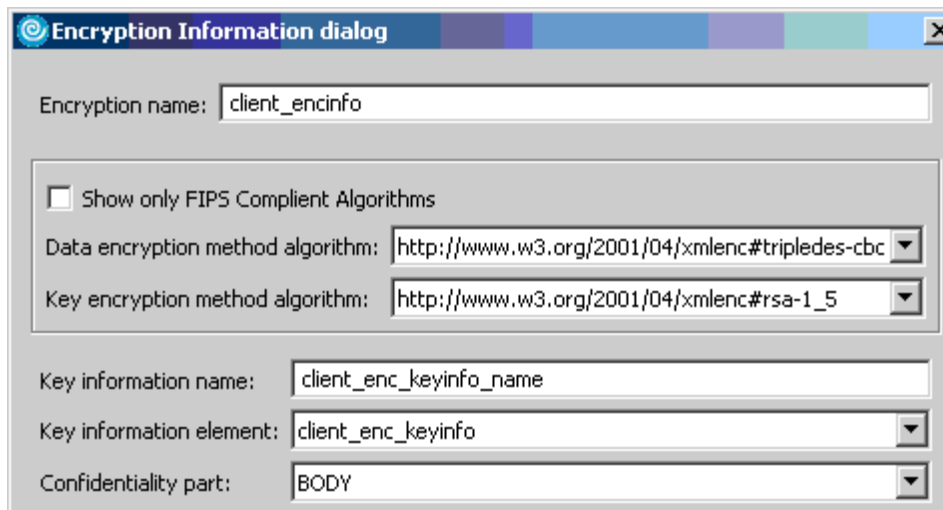 Encryption Information dialog
Encryption name: client_encinfo
Show only FIPS Complient Algorithms
Data encryption method algorithm: http://www.w3.org/2001/04/xmlenc#tripledes-cbc
Key encryption method algorithm: http://www.w3.org/2001/04/xmlenc#rsa-1_5
Key information name: client_enc_keyinfo_name
Key information element: client_enc_keyinfo
Confidentiality part: BODY